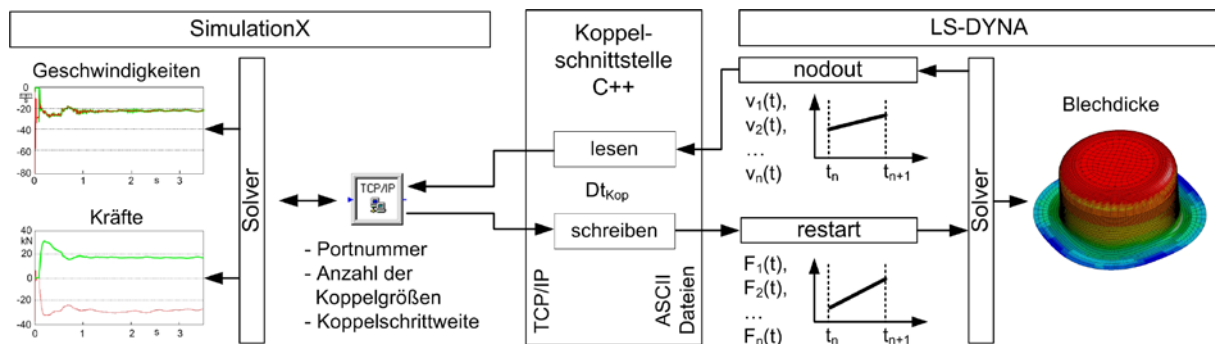 SimulationX
Geschwindigkeiten
0
-20
-40
-60
-80
0
1
2
s
3
Kräfte
40
kN
20
0
-20
40
0
1
2
s
3
Solver
TCP/IP
- Portnummer
- Anzahl der
Koppelgrößen
- Koppelschrittweite
Koppel-
schnittstelle
C++
lesen
DtKop
schreiben
TCP/IP
ASCII
Dateien
LS-DYNA
nodout
v1(t),
v2(t),
...
vn(t)
tn
tn+1
restart
F1(t),
F2(t),
...
Fn(t)
tn
tn+1
Solver
Blechdicke